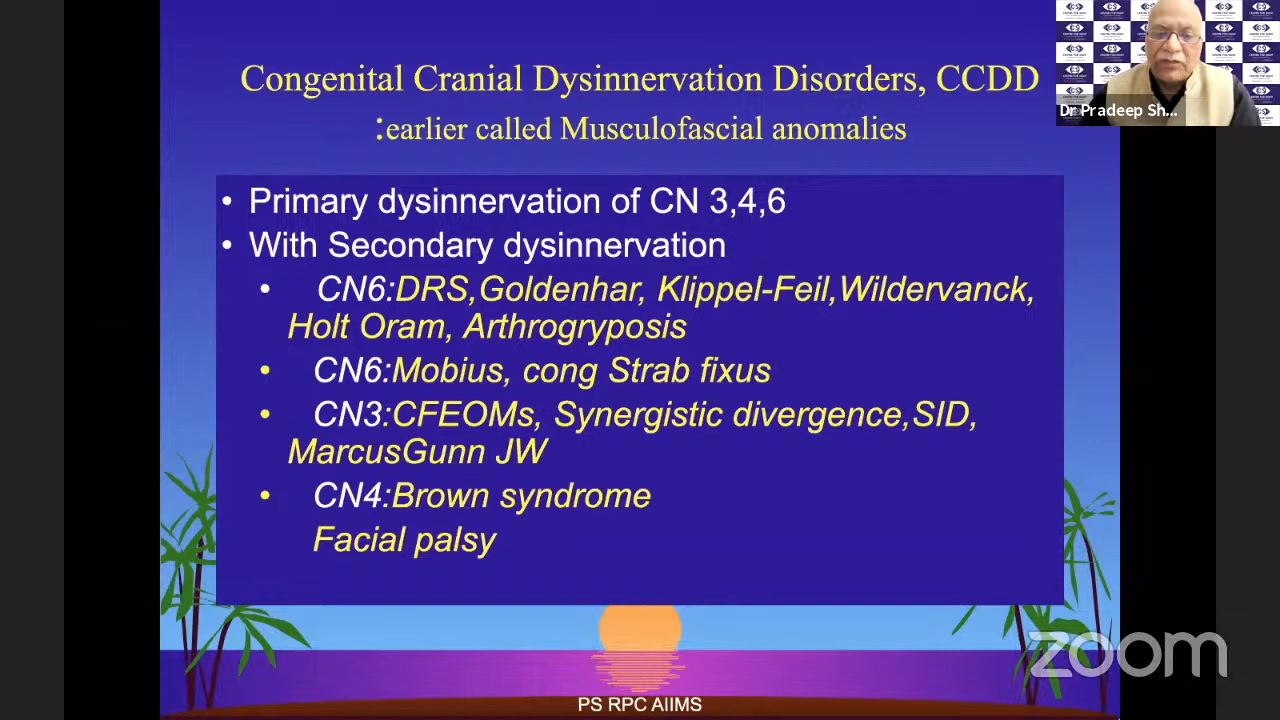 Congenital Cranial Dysinnervation Disorders, CCDD
:earlier called Musculofascial anomalies
• Primary dysinnervation of CN 3,4,6
• With Secondary dysinnervation
• CN6:DRS,Goldenhar, Klippel-Feil,Wildervanck,
Holt Oram, Arthrogryposis
• CN6:Mobius, cong Strab fixus
• CN3:CFEOMs, Synergistic divergence,SID,
MarcusGunn JW
• CN4:Brown syndrome
Facial palsy
PS RPC AIIMS
Dr Pradeep Sh...
zoom